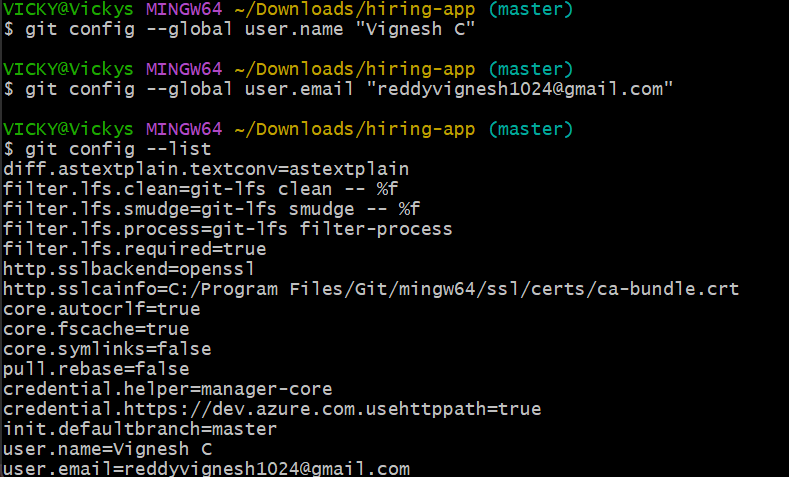 VICKY@Vickys MINGW64 ~/Downloads/hiring-app (master)
$ git config --global user.name "Vignesh C"
VICKY@Vickys MINGW64 ~/Downloads/hiring-app (master)
$ git config --global user.email "reddyvignesh1024@gmail.com"
VICKY@Vickys MINGW64 ~/Downloads/hiring-app (master)
$ git config --list
diff.astextplain.textconv=astextplain
filter.lfs.clean=git-lfs clean -- %f
filter.lfs.smudge=git-lfs smudge -- %f
filter.lfs.process=git-lfs filter-process
filter.lfs.required=true
http.sslbackend=openssl
http.sslcainfo=C:/Program Files/Git/mingw64/ssl/certs/ca-bundle.crt
core.autocrlf=true
core.fscache=true
core.symlinks=false
pull.rebase=false
credential.helper=manager-core
credential.https://dev.azure.com.usehttppath=true
init.defaultbranch=master
user.name=Vignesh C
user.email=reddyvignesh1024@gmail.com